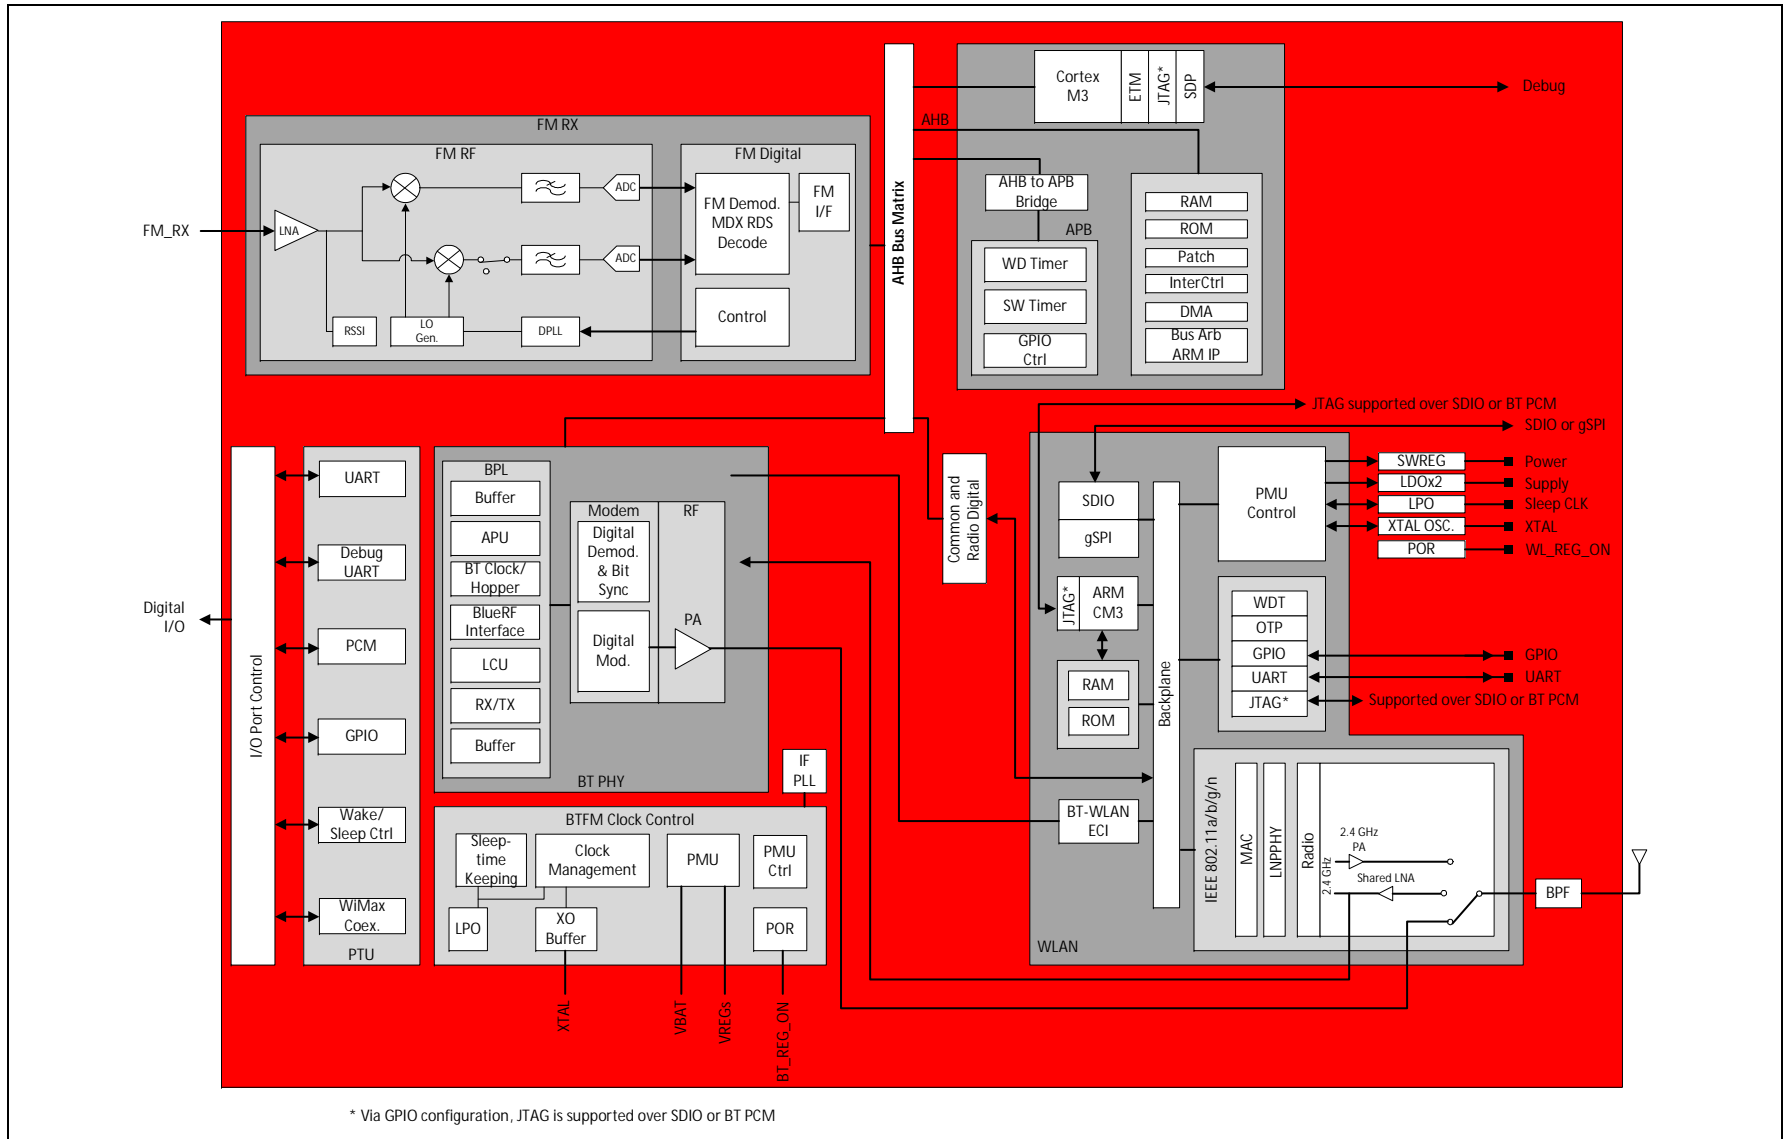 FM_RX
FM RX
FM RF
LNA
ADC
ADC
RSSI
LO
Gen.
DPLL
FM Digital
FM Demod.
MDX RDS
Decode
FM
I/F
Control
AHB Bus Matrix
Cortex
M3
ETM
JTAG*
SDP
Debug
AHB
AHB to APB
Bridge
APB
WD Timer
SW Timer
GPIO
Ctrl
RAM
ROM
Patch
InterCtrl
DMA
Bus Arb
ARM IP
JTAG supported over SDIO or BT PCM
SDIO or gSPI
Digital
I/O
I/O Port Control
UART
Debug
UART
PCM
GPIO
Wake/
Sleep Ctrl
WiMax
Coex.
PTU
BPL
Buffer
APU
BT Clock/
Hopper
BlueRF
Interface
LCU
RX/TX
Buffer
Modem
Digital
Demod.
& Bit
Sync
Digital
Mod.
RF
PA
BT PHY
Common and
Radio Digital
IF
PLL
BTFM Clock Control
Sleep-
time
Keeping
Clock
Management
PMU
PMU
Ctrl
LPO
XO
Buffer
POR
XTAL
VBAT
VREGs
BT_REG_ON
SDIO
gSPI
JTAG*
ARM
CM3
RAM
ROM
BT-WLAN
ECI
Backplane
WLAN
PMU
Control
SWREG
LDOx2
LPO
XTAL OSC.
POR
Power
Supply
Sleep CLK
XTAL
WL_REG_ON
WDT
OTP
GPIO
UART
JTAG*
GPIO
UART
Supported over SDIO or BT PCM
IEEE 802.11a/b/g/n
MAC
LNPPHY
Radio
2.4 GHz
2.4 GHz
PA
Shared LNA
BPF
* Via GPIO configuration, JTAG is supported over SDIO or BT PCM